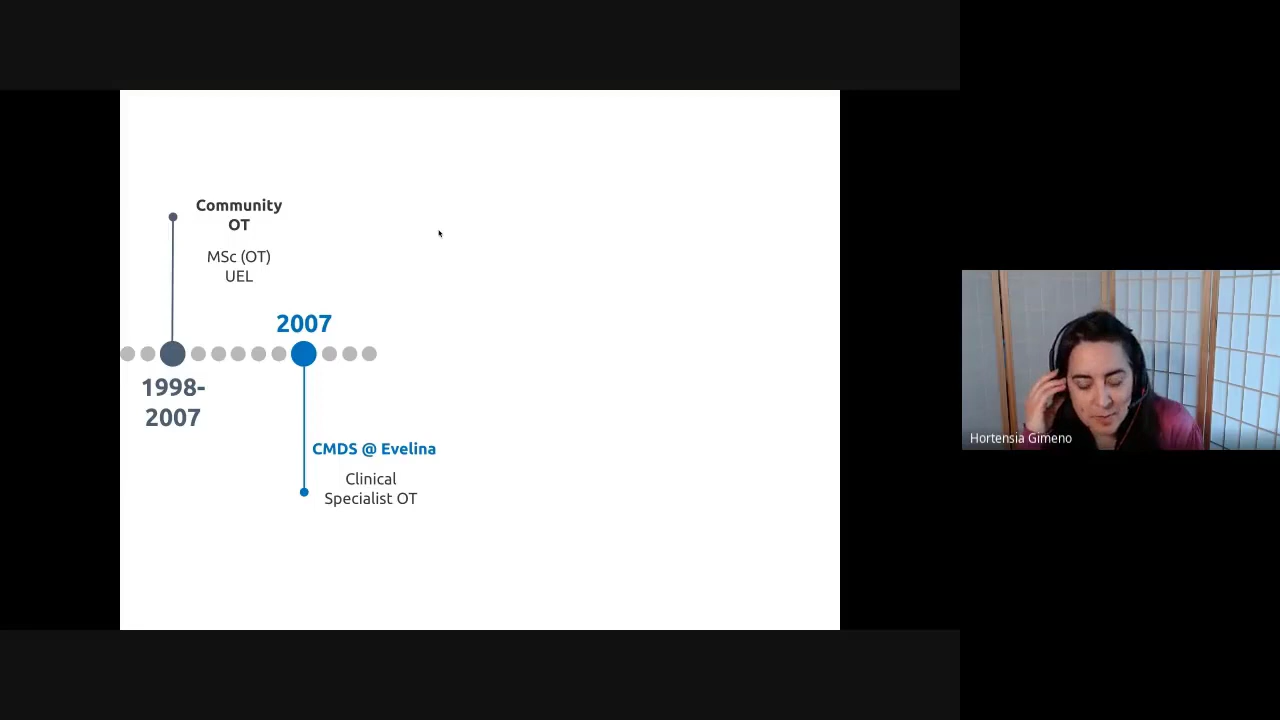 Community
OT
MSc (OT)
UEL
2007
1998-
2007
CMDS @ Evelina
Clinical
Specialist OT
Hortensia Gimeno